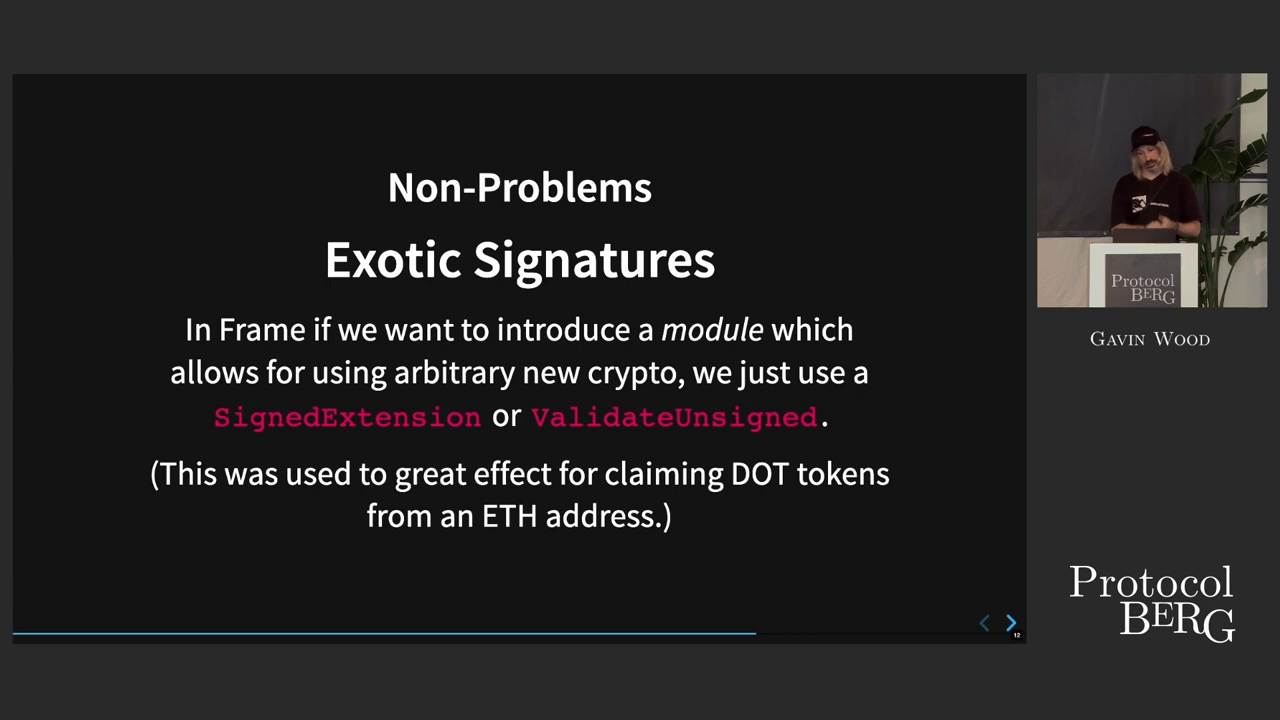 Non-Problems
Exotic Signatures
In Frame if we want to introduce a module which
allows for using arbitrary new crypto, we just use a
SignedExtension or ValidateUnsigned.
(This was used to great effect for claiming DOT tokens
from an ETH address.)
12
Protocol
BERG
Gavin Wood
Protocol
BERG